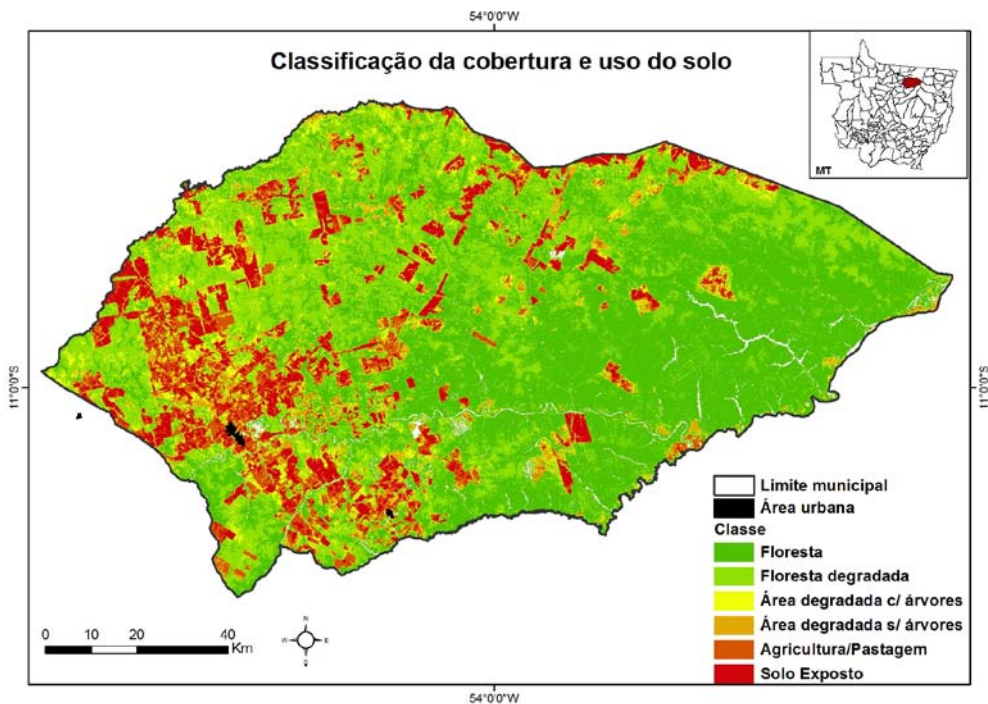 54°0'0"W
Classificação da cobertura e uso do solo
MT
11°0'0"S
11°0'0"S
Limite municipal
Área urbana
Classe
Floresta
Floresta degradada
Área degradada c/ árvores
Área degradada s/ árvores
Agricultura/Pastagem
Solo Exposto
0 10 20 40
Km
N
W E
S
54°0'0"W